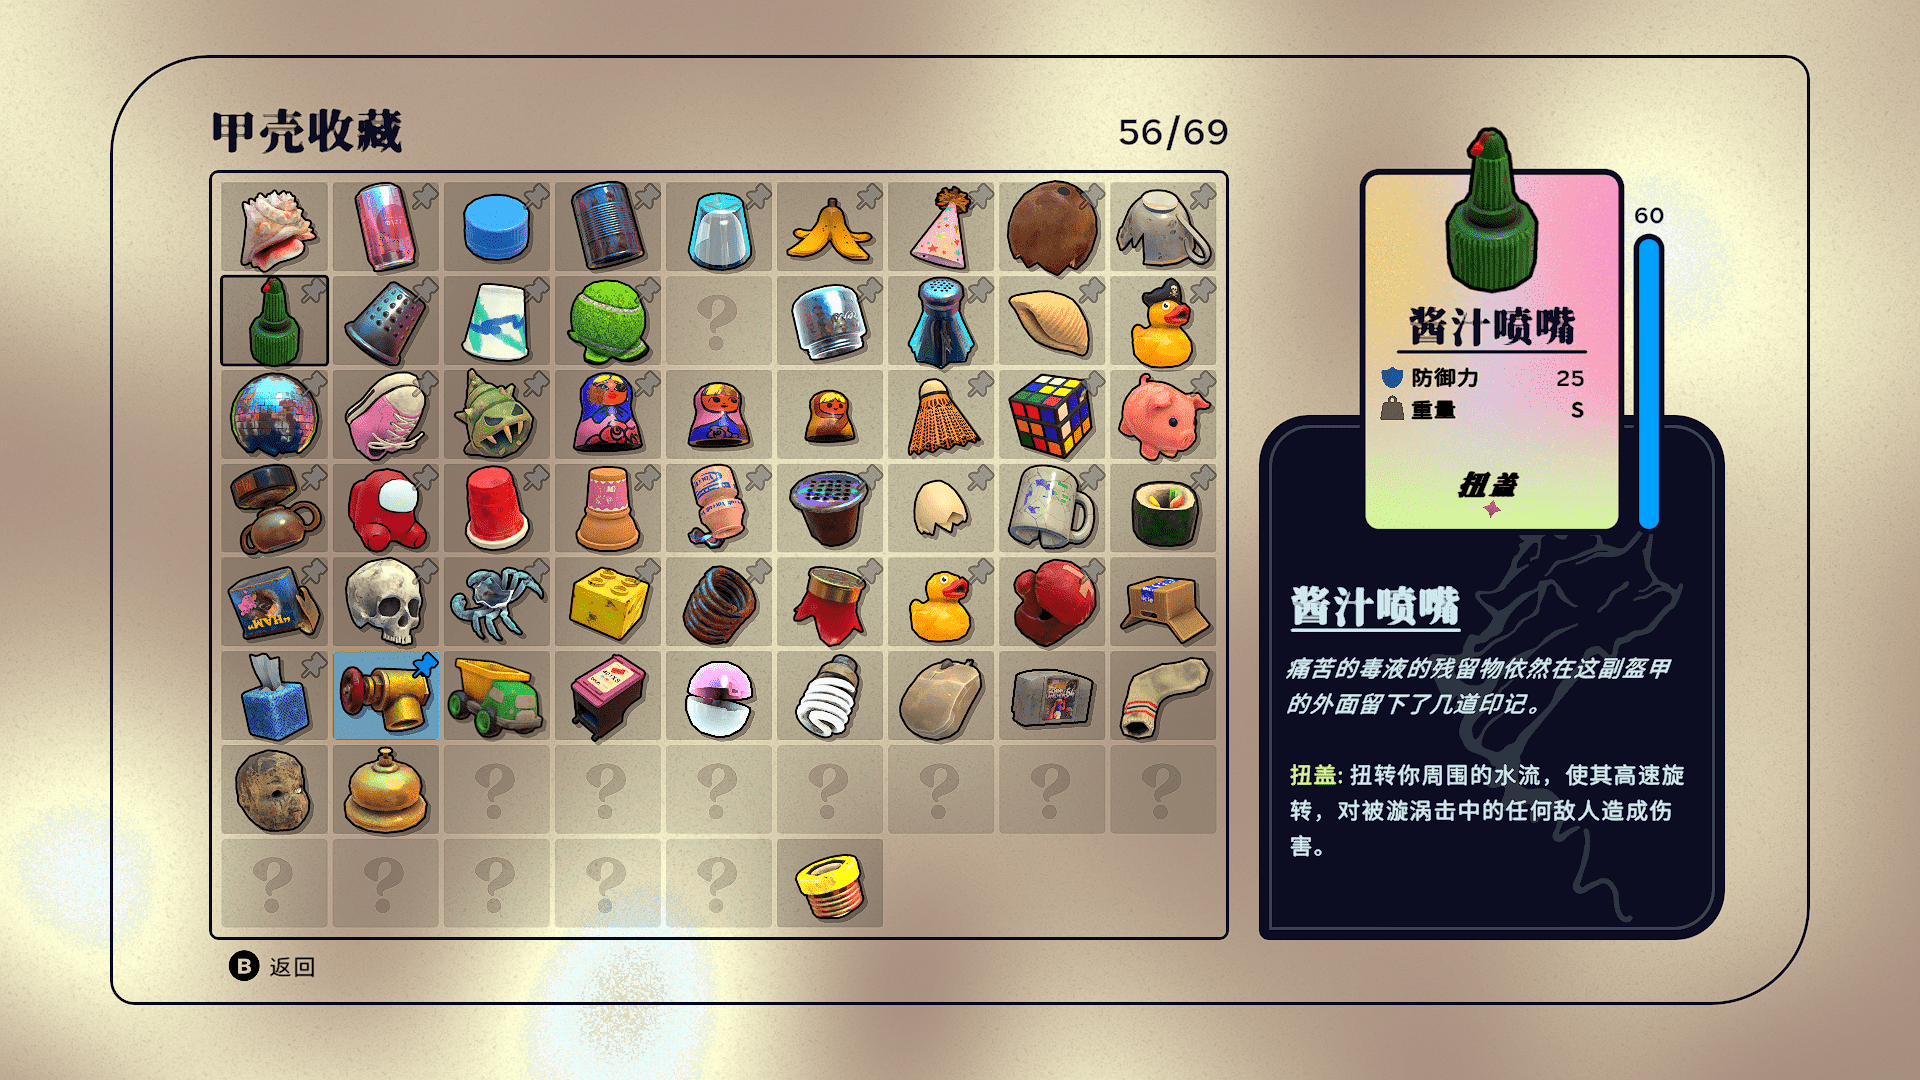 甲壳收藏
56/69
酱汁喷嘴
防御力 25
重量 S
扭盖
60
酱汁喷嘴
痛苦的毒液的残留物依然在这副盔甲
的外面留下了几道印记。
扭盖: 扭转你周围的水流，使其高速旋
转，对被漩涡击中的任何敌人造成伤
害。
"HAM"
B 返回